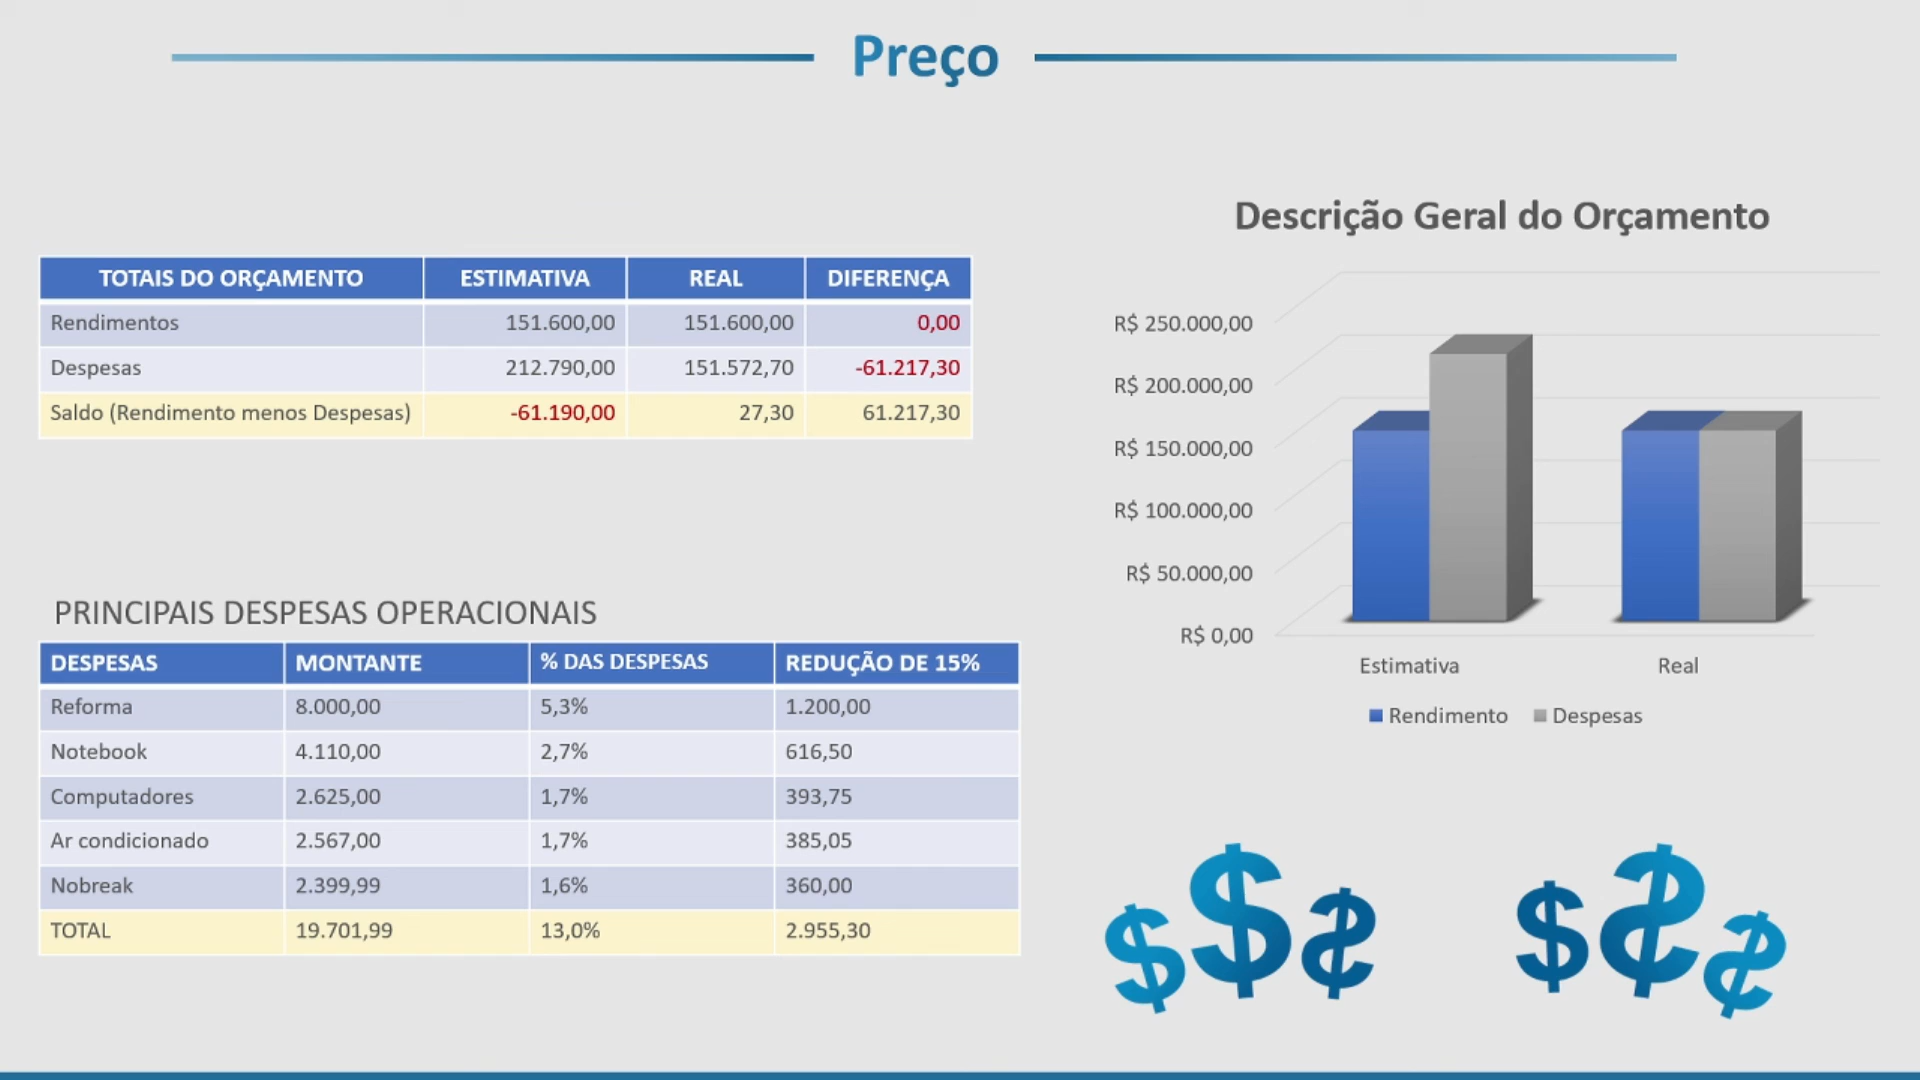 Preço
TOTAIS DO ORÇAMENTO ESTIMATIVA REAL DIFERENÇA
Rendimentos 151.600,00 151.600,00 0,00
Despesas 212.790,00 151.572,70 -61.217,30
Saldo (Rendimento menos Despesas) -61.190,00 27,30 61.217,30
PRINCIPAIS DESPESAS OPERACIONAIS
DESPESAS MONTANTE % DAS DESPESAS REDUÇÃO DE 15%
Reforma 8.000,00 5,3% 1.200,00
Notebook 4.110,00 2,7% 616,50
Computadores 2.625,00 1,7% 393,75
Ar condicionado 2.567,00 1,7% 385,05
Nobreak 2.399,99 1,6% 360,00
TOTAL 19.701,99 13,0% 2.955,30
Descrição Geral do Orçamento
R$ 250.000,00
R$ 200.000,00
R$ 150.000,00
R$ 100.000,00
R$ 50.000,00
R$ 0,00
Estimativa Real
Rendimento Despesas
$ $ $ $ $ $